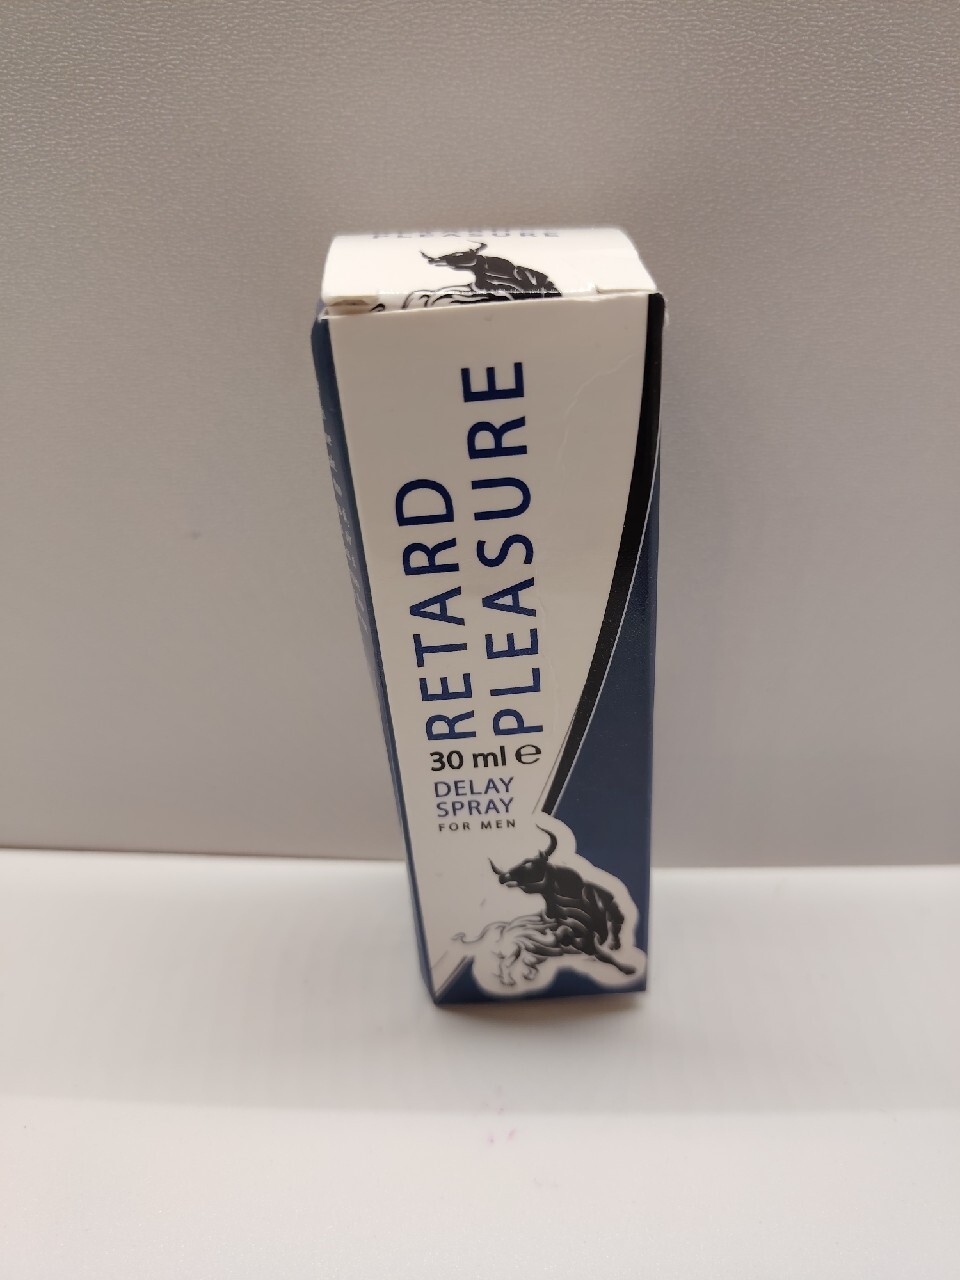 PLEASURE
RETARD
PLEASURE
30 ml ℮
DELAY
SPRAY
FOR MEN